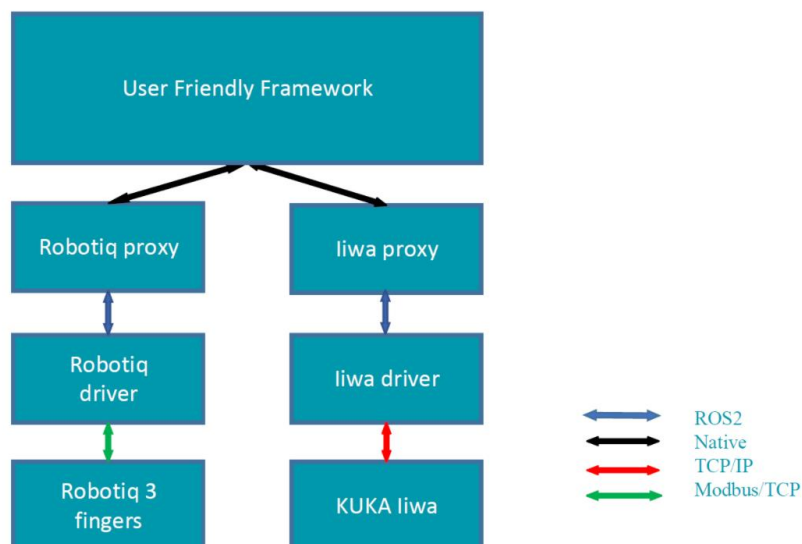 User Friendly Framework
Robotiq proxy
Iiwa proxy
Robotiq
driver
Iiwa driver
Robotiq 3
fingers
KUKA Iiwa
ROS2
Native
TCP/IP
Modbus/TCP